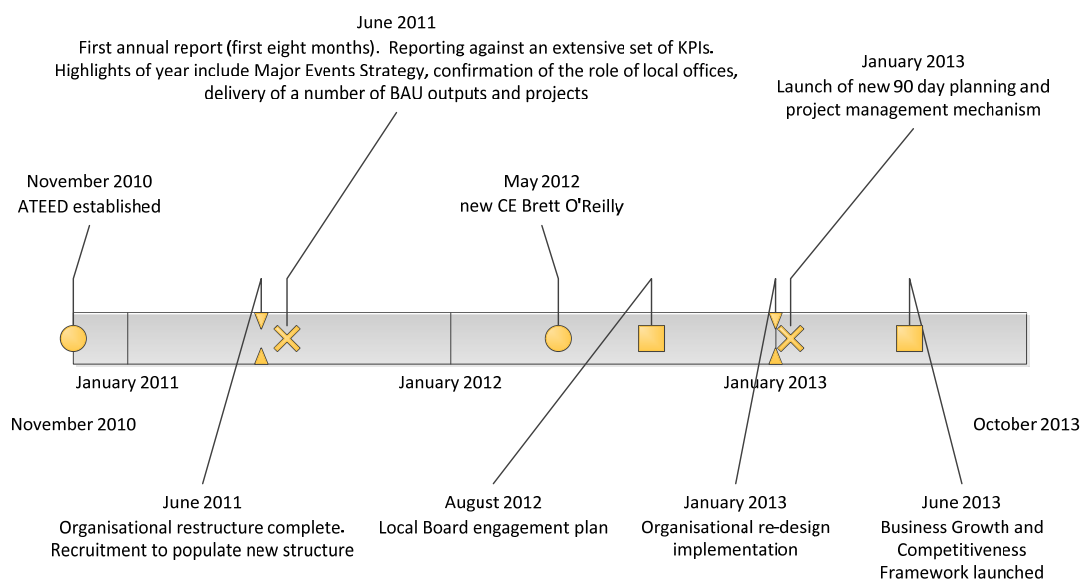 June 2011
First annual report (first eight months).  Reporting against an extensive set of KPIs.
Highlights of year include Major Events Strategy, confirmation of the role of local offices,
delivery of a number of BAU outputs and projects
January 2013
Launch of new 90 day planning and
project management mechanism
November 2010
ATEED established
May 2012
new CE Brett O'Reilly
January 2011
January 2012
January 2013
November 2010
October 2013
June 2011
Organisational restructure complete.
Recruitment to populate new structure
August 2012
Local Board engagement plan
January 2013
Organisational re-design
implementation
June 2013
Business Growth and
Competitiveness
Framework launched